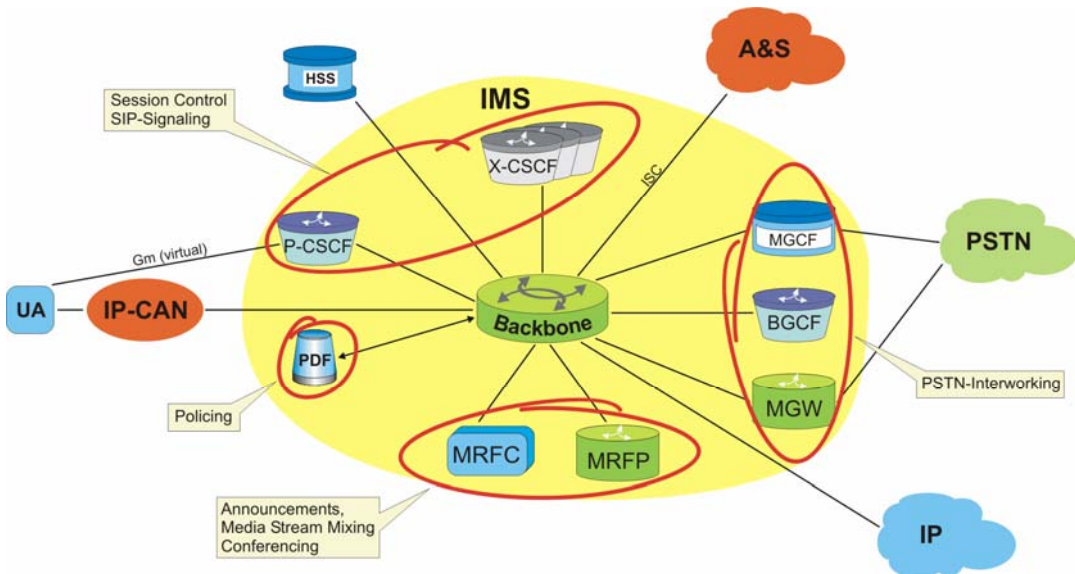 A&S
HSS
IMS
Session Control
SIP-Signaling
X-CSCF
ISC
P-CSCF
MGCF
PSTN
Gm (virtual)
UA
IP-CAN
Backbone
BGCF
PDF
PSTN-Interworking
Policing
MGW
MRFC
MRFP
Announcements,
Media Stream Mixing
Conferencing
IP